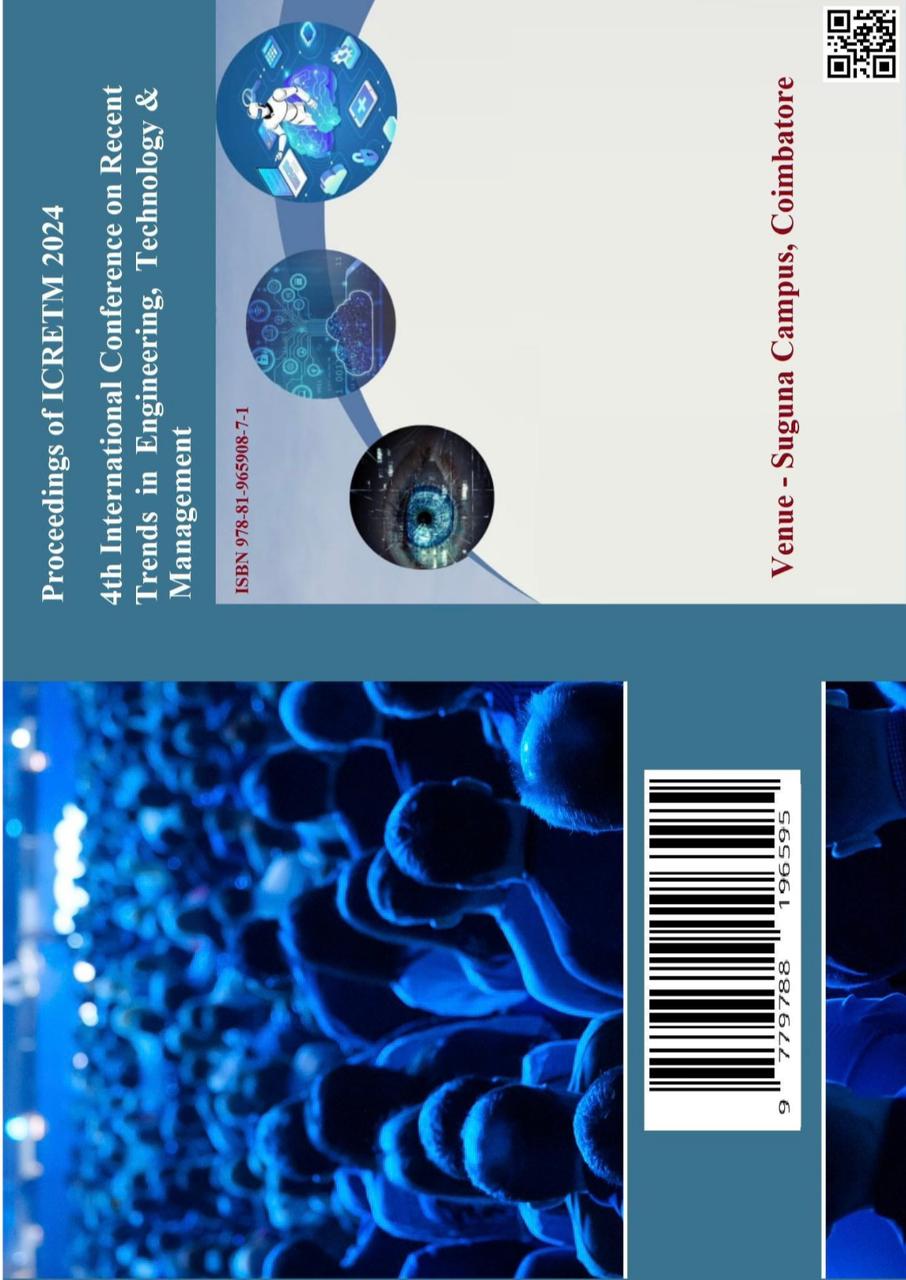 Proceedings of ICRETM 2024
4th International Conference on Recent
Trends in Engineering, Technology &
Management
ISBN 978-81-965908-7-1
Venue - Suguna Campus, Coimbatore
9 779788 196595